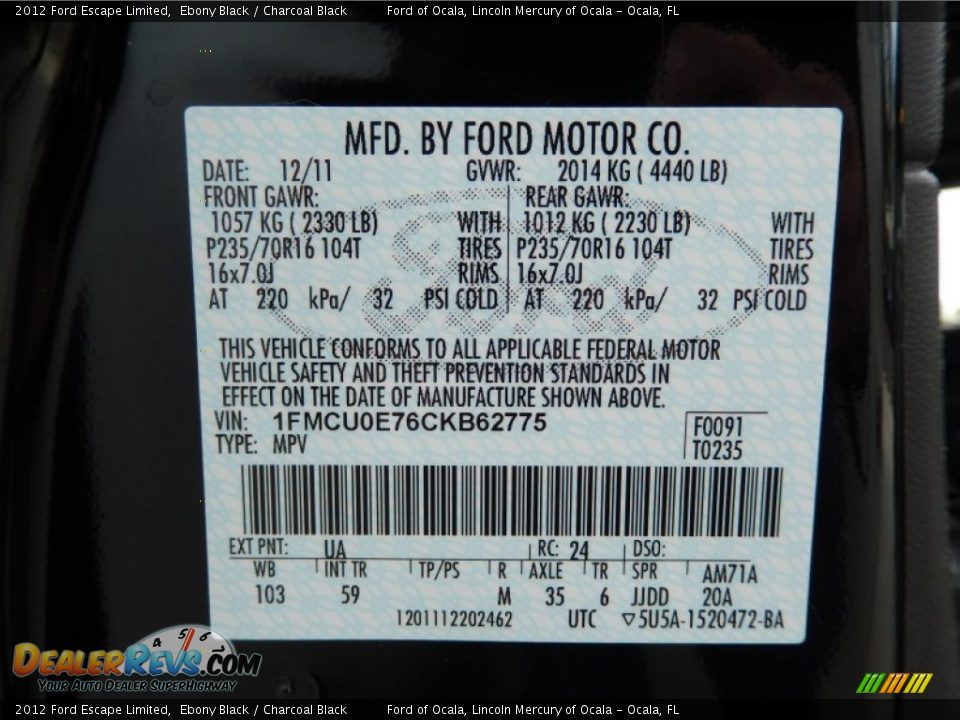 2012 Ford Escape Limited, Ebony Black / Charcoal Black Ford of Ocala, Lincoln Mercury of Ocala - Ocala, FL
MFD. BY FORD MOTOR CO.
DATE: 12/11 GVWR: 2014 KG ( 4440 LB)
FRONT GAWR: REAR GAWR:
1057 KG ( 2330 LB) WITH 1012 KG ( 2230 LB) WITH
P235/70R16 104T TIRES P235/70R16 104T TIRES
16x7.0J RIMS 16x7.0J RIMS
AT 220 kPa/ 32 PSI COLD AT 220 kPa/ 32 PSI COLD
THIS VEHICLE CONFORMS TO ALL APPLICABLE FEDERAL MOTOR
VEHICLE SAFETY AND THEFT PREVENTION STANDARDS IN
EFFECT ON THE DATE OF MANUFACTURE SHOWN ABOVE.
VIN: 1FMCU0E76CKB62775 F0091
TYPE: MPV T0235
EXT PNT: UA RC: 24 DSO:
WB INT TR TP/PS R AXLE TR SPR AM71A
103 59 M 35 6 JJDD 20A
1201112202462 UTC ▽5U5A-1520472-BA
4 5 6
DEALERREVS.COM
YOUR AUTO DEALER SUPERHIGHWAY
2012 Ford Escape Limited, Ebony Black / Charcoal Black Ford of Ocala, Lincoln Mercury of Ocala - Ocala, FL